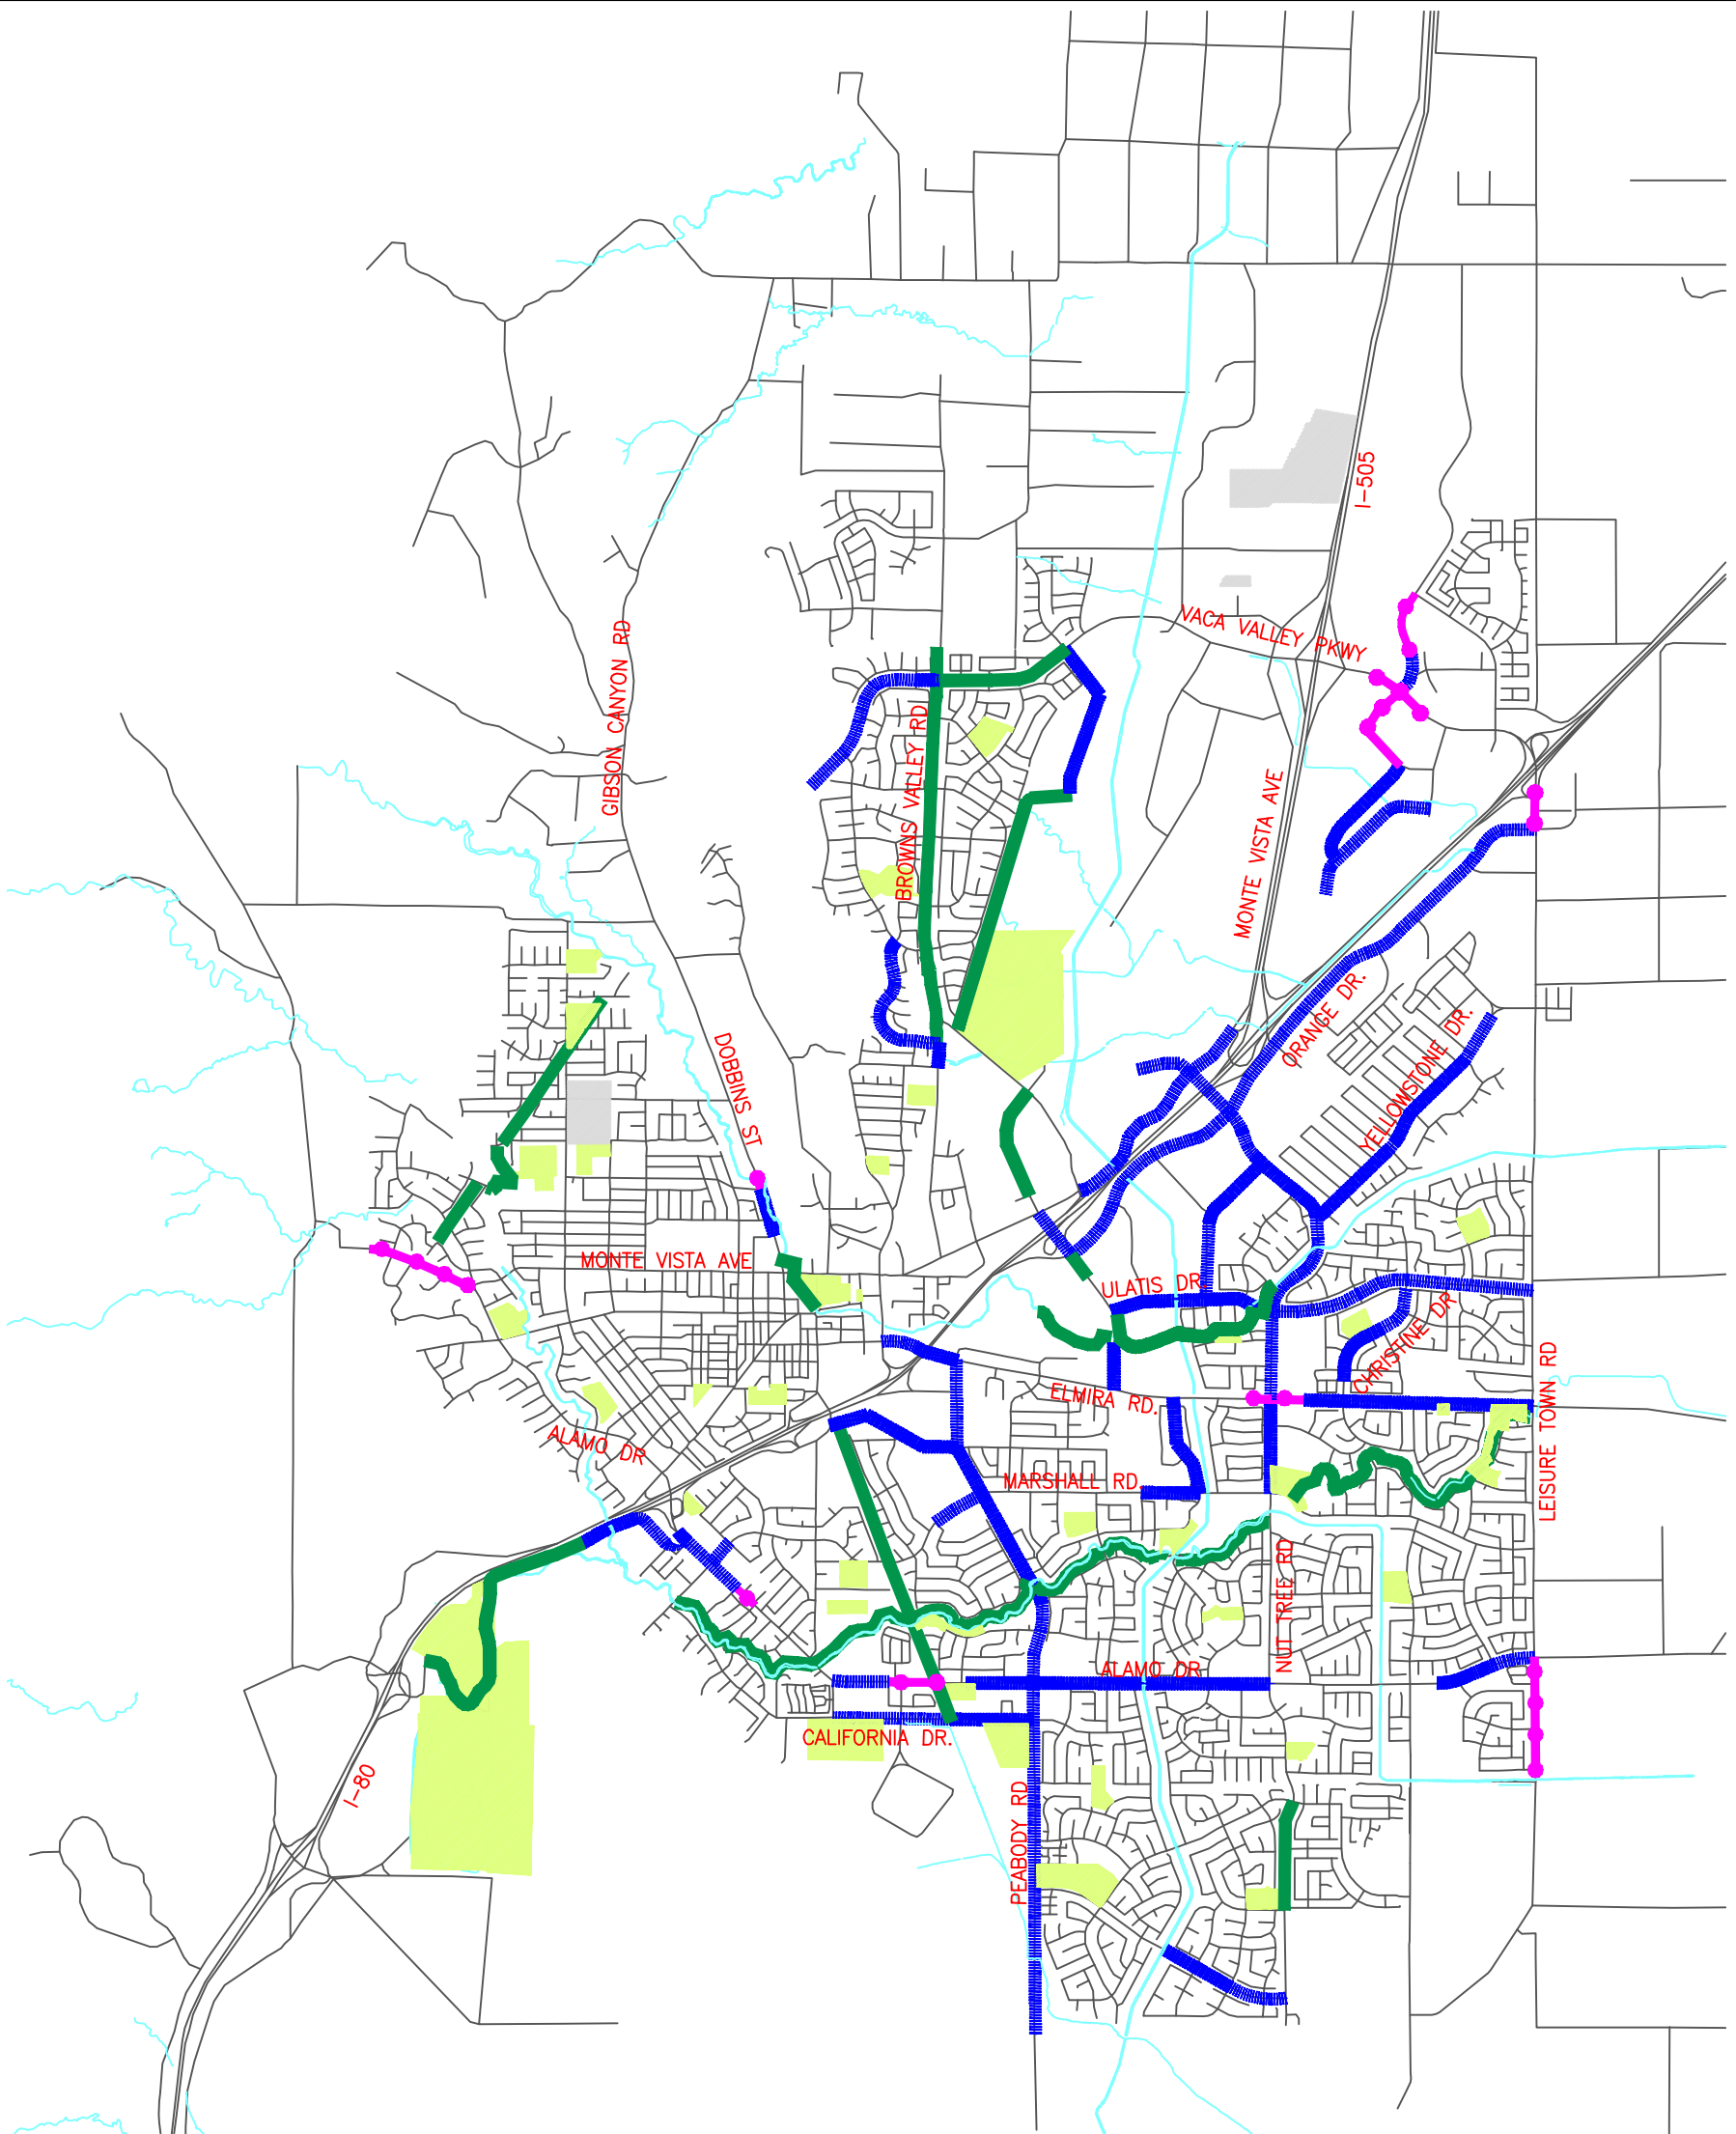 I-505
VACA VALLEY PKWY
GIBSON CANYON RD
BROWNS VALLEY RD
MONTE VISTA AVE
ORANGE DR.
YELLOWSTONE DR.
DOBBINS ST
MONTE VISTA AVE
ULATIS DR
CHRISTINE DR
LEISURE TOWN RD
ELMIRA RD.
ALAMO DR
MARSHALL RD
NUT TREE RD
ALAMO DR
CALIFORNIA DR.
I-80
PEABODY RD